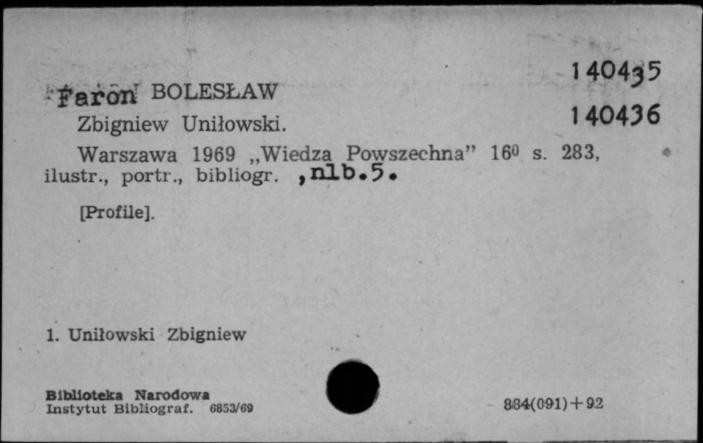 Faron BOLESŁAW
140435
Zbigniew Uniłowski.
140436
Warszawa 1969 „Wiedza Powszechna” 16⁰ s. 283,
ilustr., portr., bibliogr. , nlb.5.
[Profile].
1. Uniłowski Zbigniew
Biblioteka Narodowa
Instytut Bibliograf. 6853/69
884(091)+92